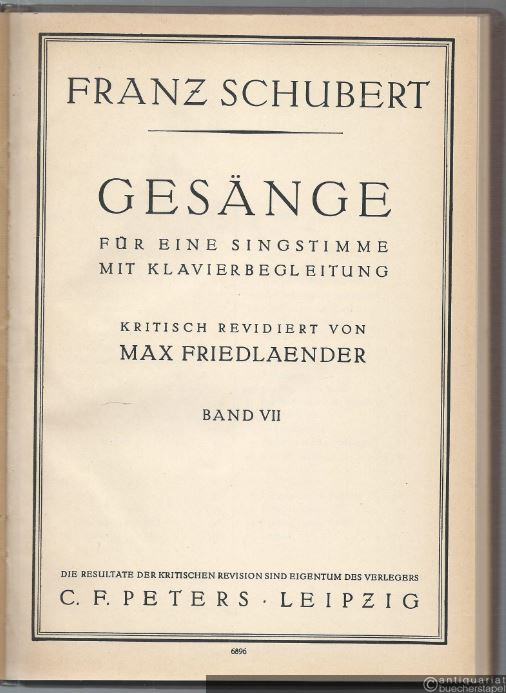 FRANZ SCHUBERT
GESÄNGE
FÜR EINE SINGSTIMME
MIT KLAVIERBEGLEITUNG
KRITISCH REVIDIERT VON
MAX FRIEDLAENDER
BAND VII
DIE RESULTATE DER KRITISCHEN REVISION SIND EIGENTUM DES VERLEGERS
C. F. PETERS · LEIPZIG
6896
©antiquariat
buecherstapel